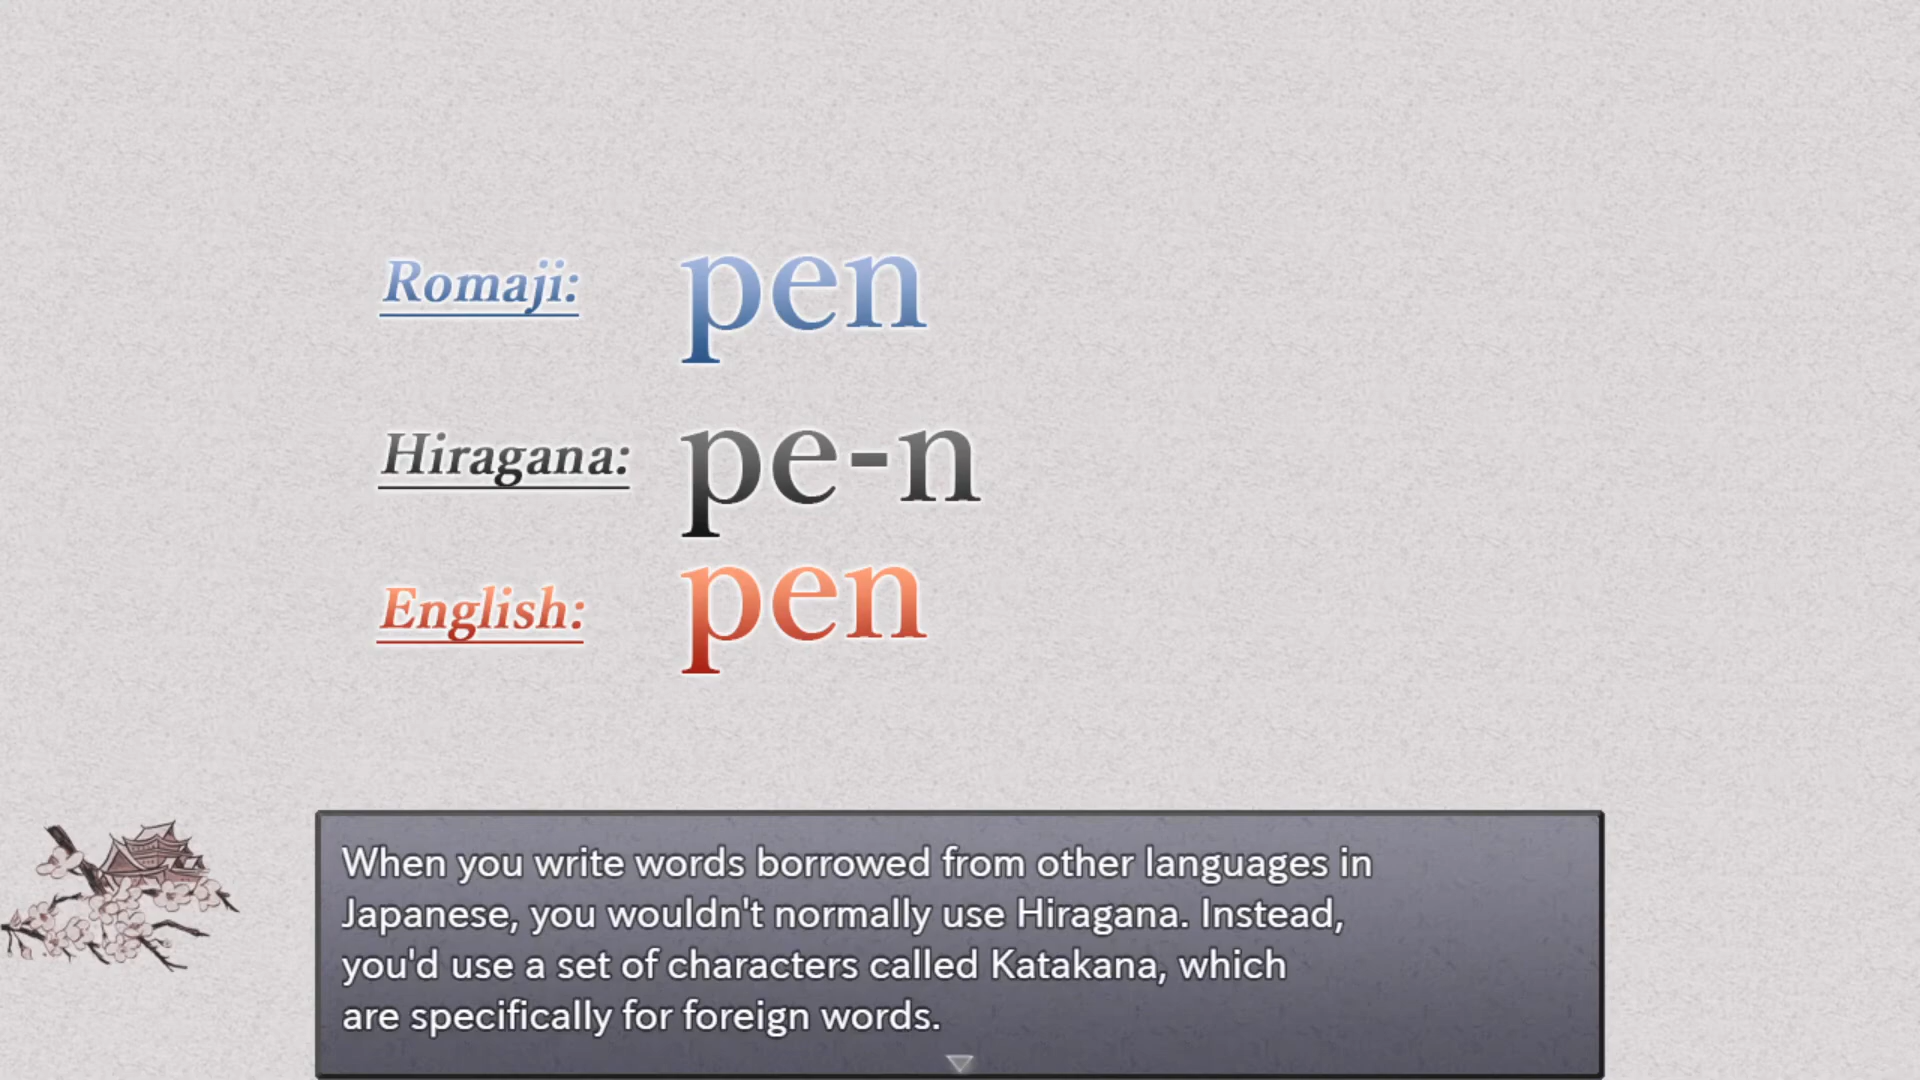 Romaji: pen
Hiragana: pe-n
English: pen
When you write words borrowed from other languages in
Japanese, you wouldn't normally use Hiragana. Instead,
you'd use a set of characters called Katakana, which
are specifically for foreign words.